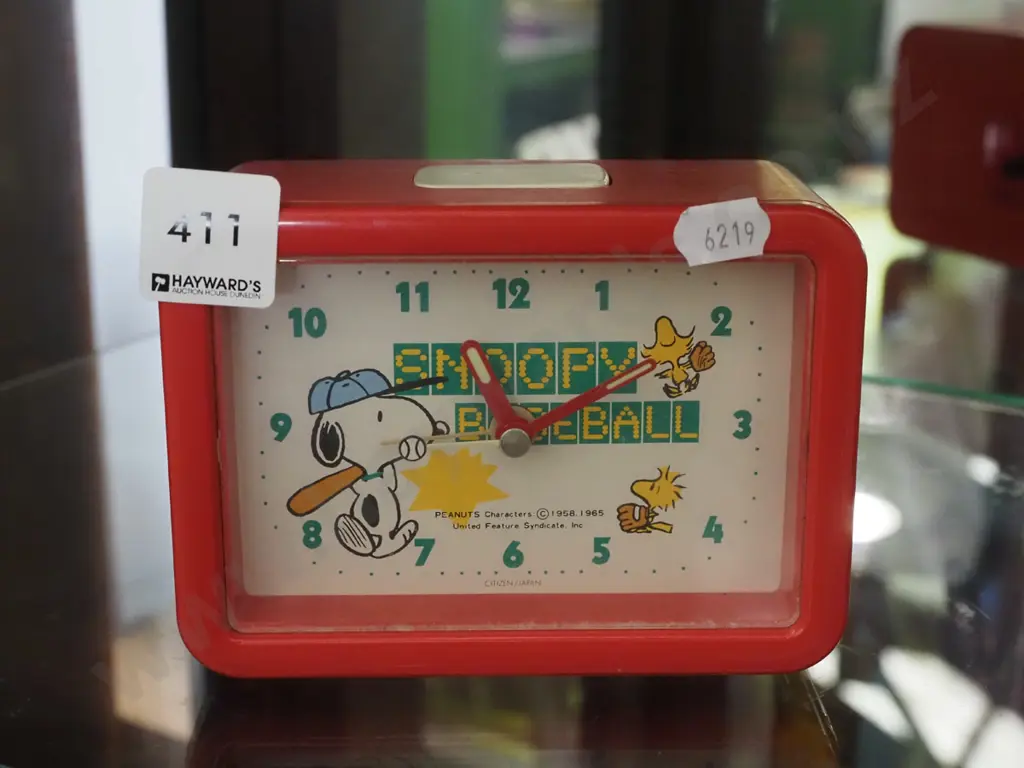 411
HAYWARD'S
AUCTION HOUSE DUNEDIN
6219
11 12 1
10 2
SNOOPY
BASEBALL
9 3
PEANUTS Characters © 1958, 1965
United Feature Syndicate, Inc
8 4
7 6 5
CITIZEN / JAPAN